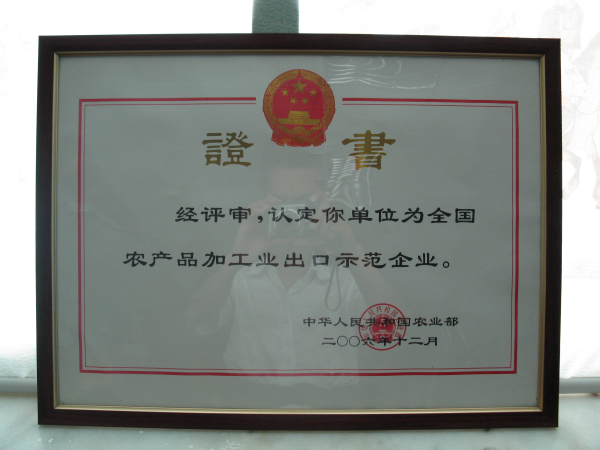 證書
经评审，认定你单位为全国
农产品加工业出口示范企业。
中华人民共和国农业部
二〇〇六年十二月